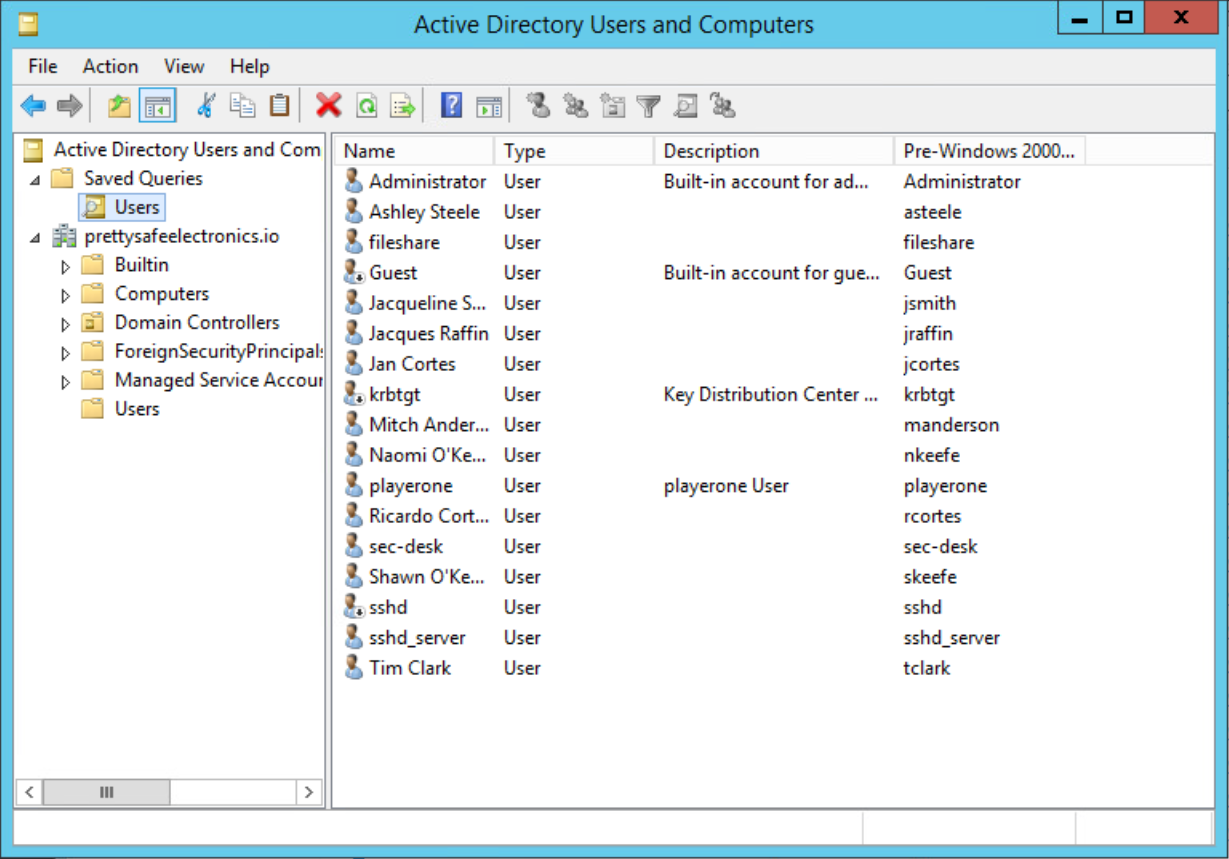 Active Directory Users and Computers
File Action View Help
Active Directory Users and Com
Saved Queries
Users
prettysafeelectronics.io
Builtin
Computers
Domain Controllers
ForeignSecurityPrincipals
Managed Service Accour
Users
Name Type Description Pre-Windows 2000...
Administrator User Built-in account for ad... Administrator
Ashley Steele User asteele
fileshare User fileshare
Guest User Built-in account for gue... Guest
Jacqueline S... User jsmith
Jacques Raffin User jraffin
Jan Cortes User jcortes
krbtgt User Key Distribution Center ... krbtgt
Mitch Ander... User manderson
Naomi O'Ke... User nkeefe
playerone User playerone User playerone
Ricardo Cort... User rcortes
sec-desk User sec-desk
Shawn O'Ke... User skeefe
sshd User sshd
sshd_server User sshd_server
Tim Clark User tclark